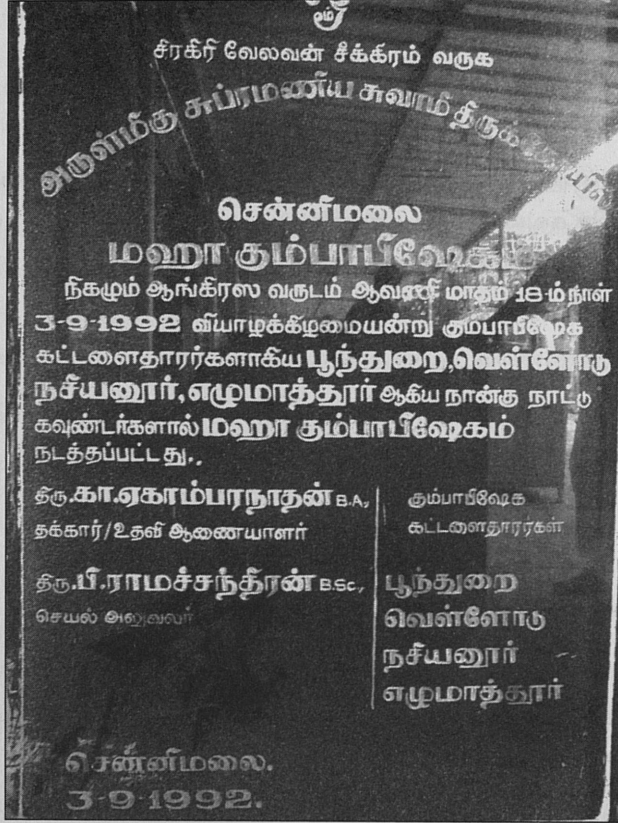 ஓம்
சிரகிரி வேலவன் சீக்கிரம் வருக
அருள்மிகு சுப்ரமணிய சுவாமி
சென்னிமலை
மஹா கும்பாபிஷேகம்
நிகழும் ஆங்கிரஸ வருடம் ஆவணி மாதம் 18-ம்நாள்
3-9-1992 வியாழக்கிழமையன்று கும்பாபிஷேக
கட்டளைதாரர்களாகிய பூந்துறை,வெள்ளோடு
நசீயனூர்,எழுமாத்தூர் ஆகிய நான்கு நாட்டு
கவுண்டர்களால் மஹா கும்பாபிஷேகம்
நடத்தப்பட்டது..
திரு.கா.ஏகாம்பரநாதன் B.A.,
தக்கார்/உதவி ஆணையாளர்
திரு.பி.ராமச்சந்திரன் B.Sc.,
செயல் அலுவலர்
கும்பாபிஷேக
கட்டளைதாரர்கள்
பூந்துறை
வெள்ளோடு
நசீயனூர்
எழுமாத்தூர்
சென்னிமலை.
3-9-1992.